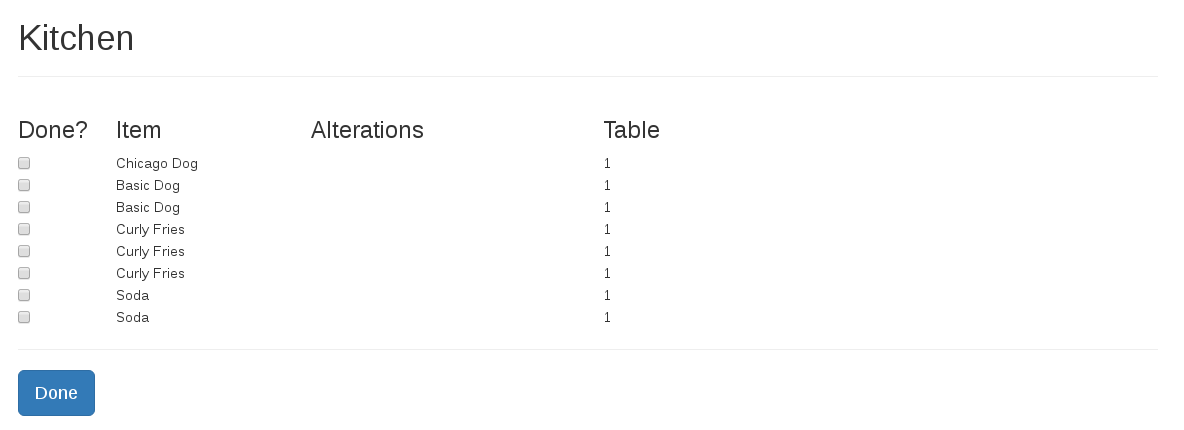 Kitchen
Done? Item Alterations Table
Chicago Dog 1
Basic Dog 1
Basic Dog 1
Curly Fries 1
Curly Fries 1
Curly Fries 1
Soda 1
Soda 1
Done